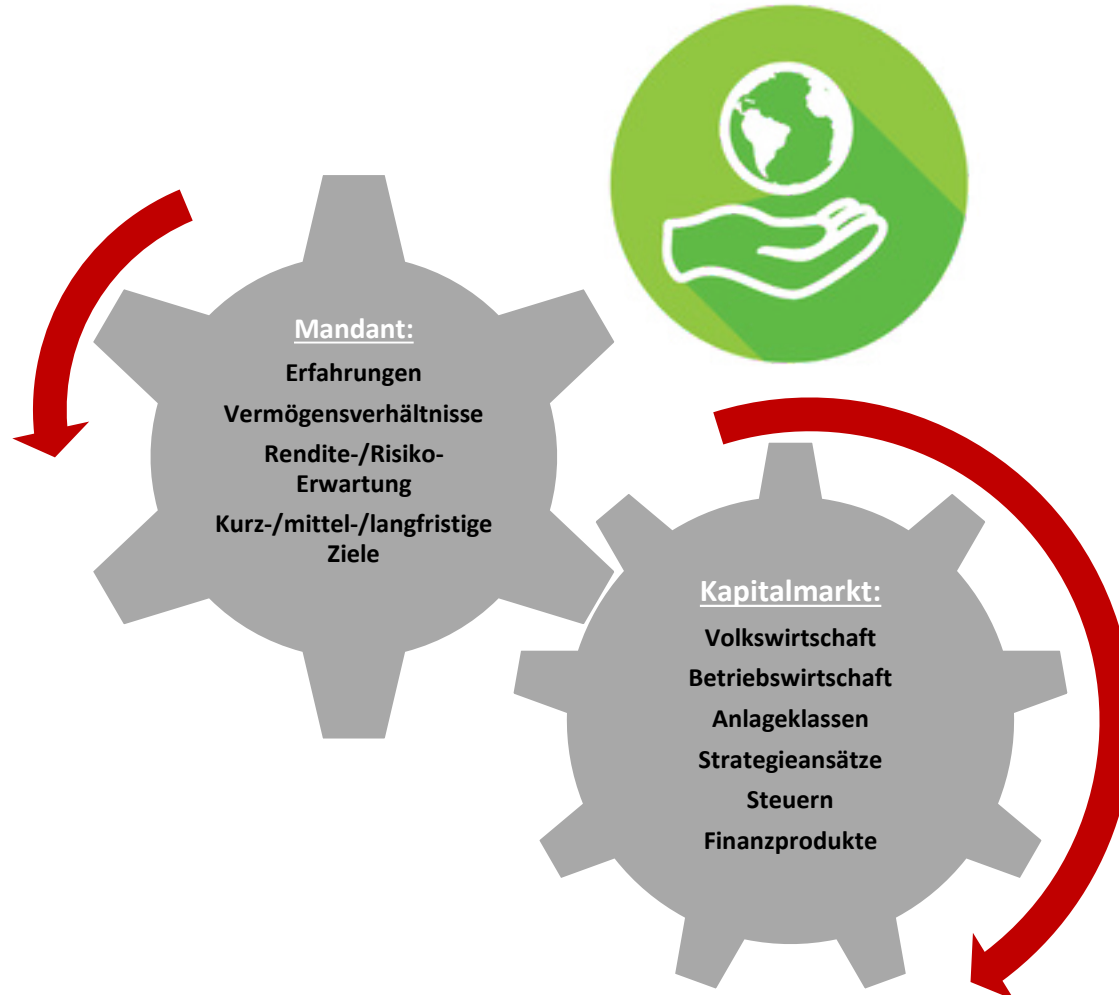 Mandant:
Erfahrungen
Vermögensverhältnisse
Rendite-/Risiko-
Erwartung
Kurz-/mittel-/langfristige
Ziele
Kapitalmarkt:
Volkswirtschaft
Betriebswirtschaft
Anlageklassen
Strategieansätze
Steuern
Finanzprodukte